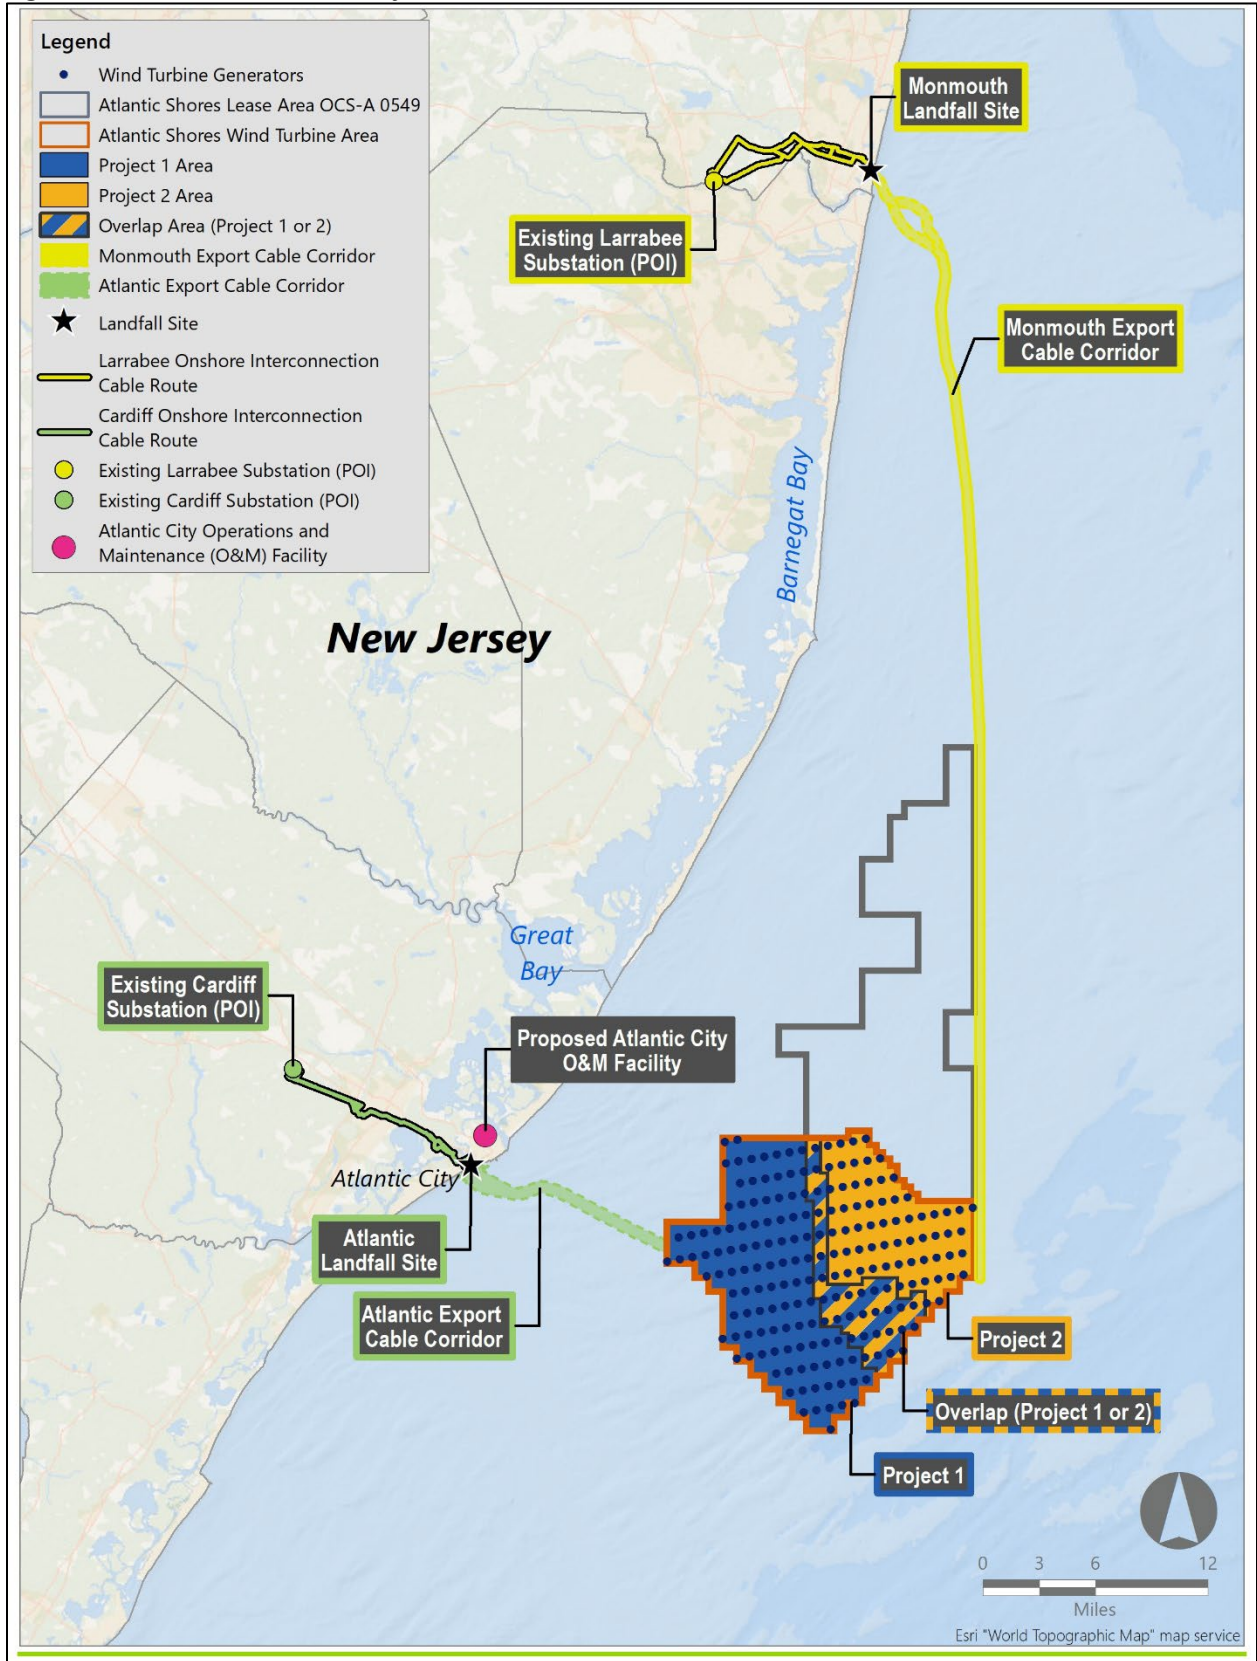 Legend
Wind Turbine Generators
Atlantic Shores Lease Area OCS-A 0549
Atlantic Shores Wind Turbine Area
Project 1 Area
Project 2 Area
Overlap Area (Project 1 or 2)
Monmouth Export Cable Corridor
Atlantic Export Cable Corridor
Landfall Site
Larrabee Onshore Interconnection
Cable Route
Cardiff Onshore Interconnection
Cable Route
Existing Larrabee Substation (POI)
Existing Cardiff Substation (POI)
Atlantic City Operations and
Maintenance (O&M) Facility
Monmouth
Landfall Site
Existing Larrabee
Substation (POI)
Monmouth Export
Cable Corridor
Barnegat Bay
New Jersey
Great
Bay
Existing Cardiff
Substation (POI)
Proposed Atlantic City
O&M Facility
Atlantic City
Atlantic
Landfall Site
Atlantic Export
Cable Corridor
Project 2
Overlap (Project 1 or 2)
Project 1
0 3 6 12
Miles
Esri "World Topographic Map" map service